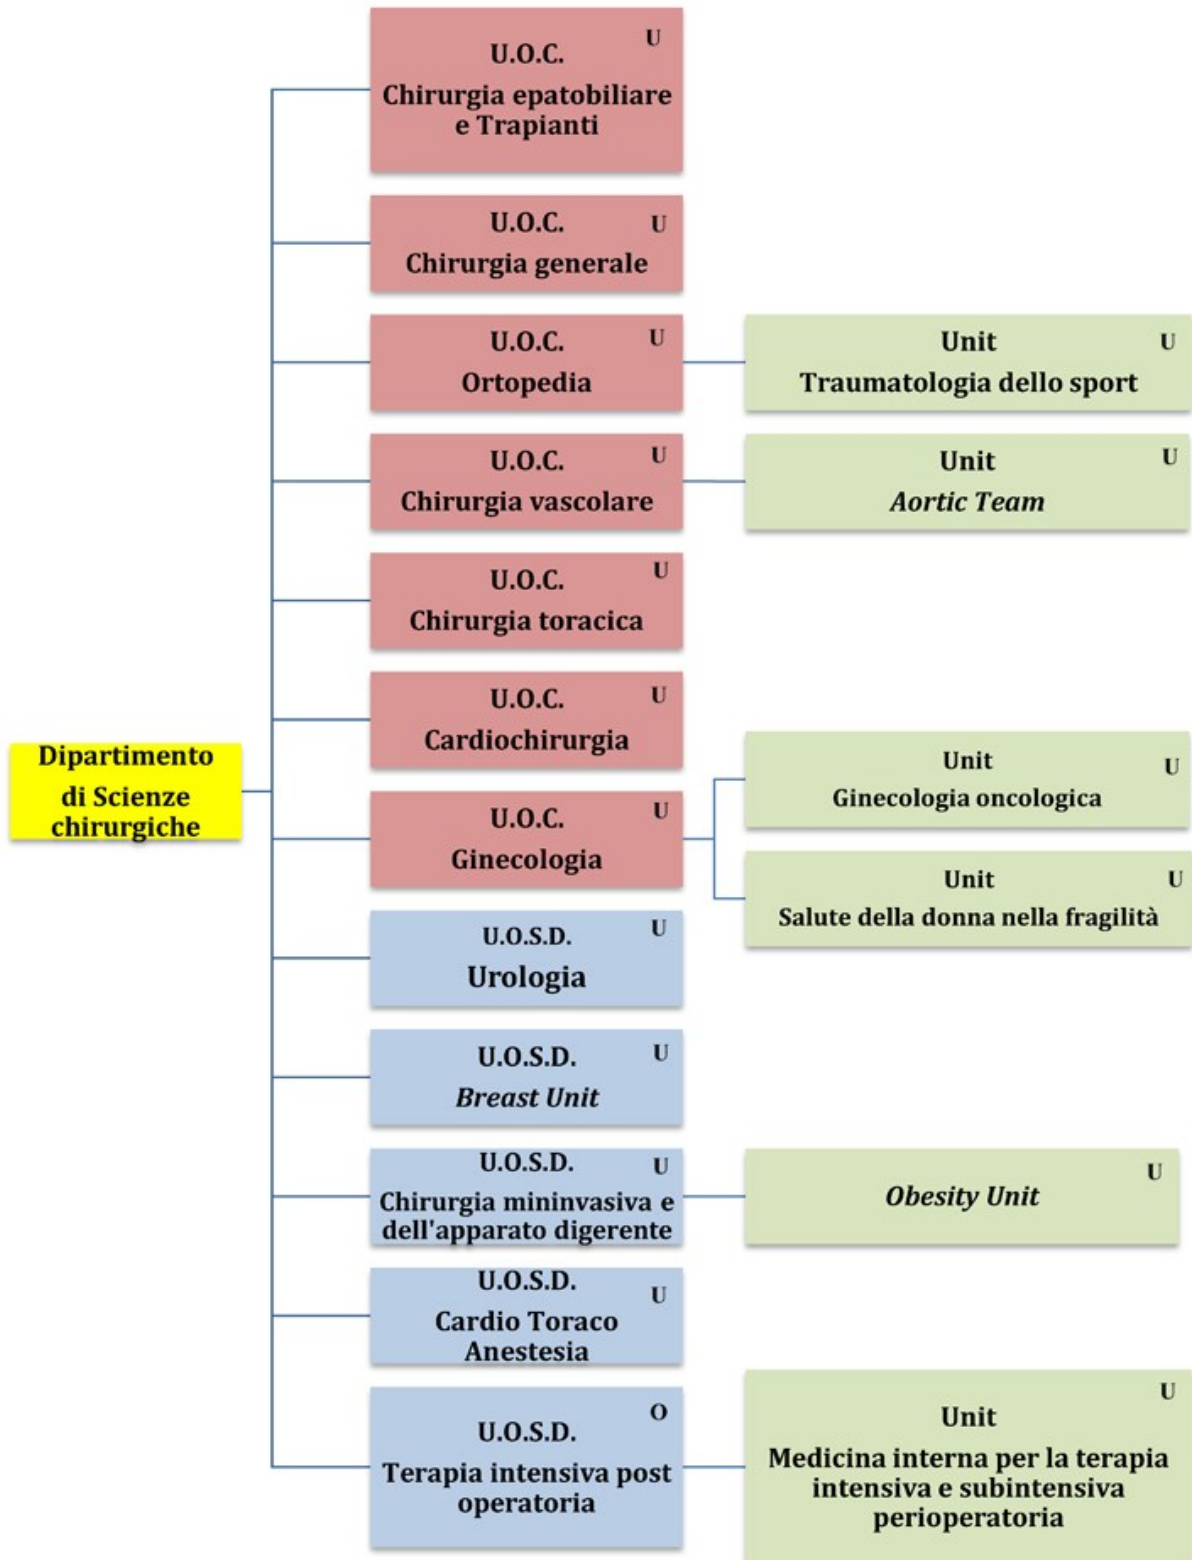 U.O.C. U
Chirurgia epatobiliare
e Trapianti
U.O.C. U
Chirurgia generale
U.O.C. U
Ortopedia
Unit U
Traumatologia dello sport
U.O.C. U
Chirurgia vascolare
Unit U
Aortic Team
U.O.C. U
Chirurgia toracica
U.O.C. U
Cardiochirurgia
Dipartimento
di Scienze
chirurgiche
U.O.C. U
Ginecologia
Unit U
Ginecologia oncologica
Unit U
Salute della donna nella fragilità
U.O.S.D. U
Urologia
U.O.S.D. U
Breast Unit
U.O.S.D. U
Chirurgia mininvasiva e
dell'apparato digerente
Obesity Unit U
U.O.S.D. U
Cardio Toraco
Anestesia
U.O.S.D. O
Terapia intensiva post
operatoria
Unit U
Medicina interna per la terapia
intensiva e subintensiva
perioperatoria